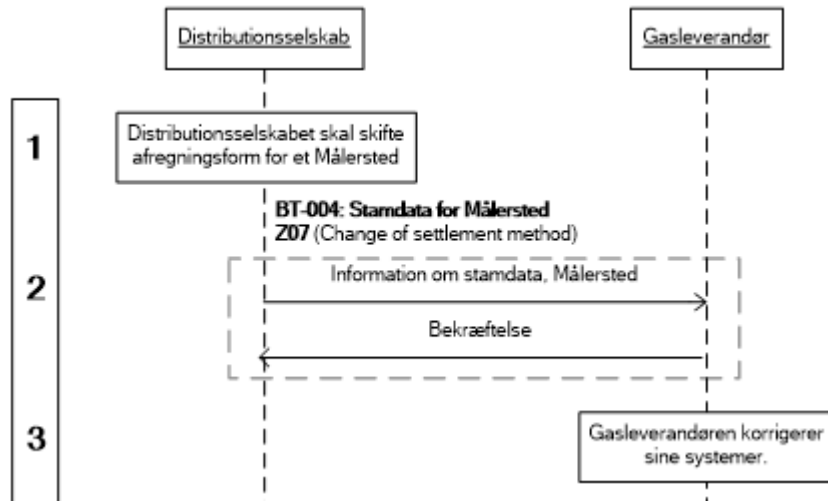 Distributionsselskab
Gasleverandør
1
Distributionsselskabet skal skifte
afregningsform for et Målersted
BT-004: Stamdata for Målersted
Z07 (Change of settlement method)
2
Information om stamdata, Målersted
Bekræftelse
3
Gasleverandøren korrigerer
sine systemer.